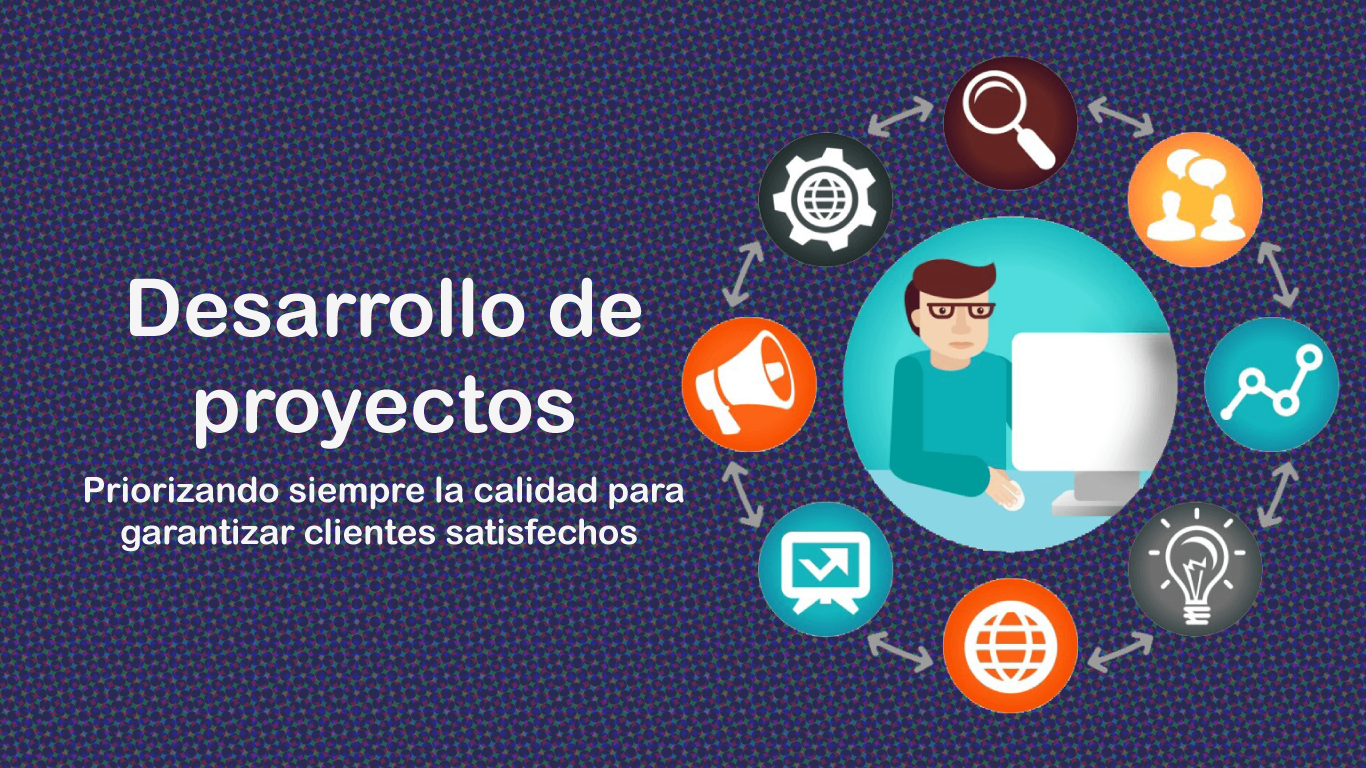 Desarrollo de
proyectos
Priorizando siempre la calidad para
garantizar clientes satisfechos